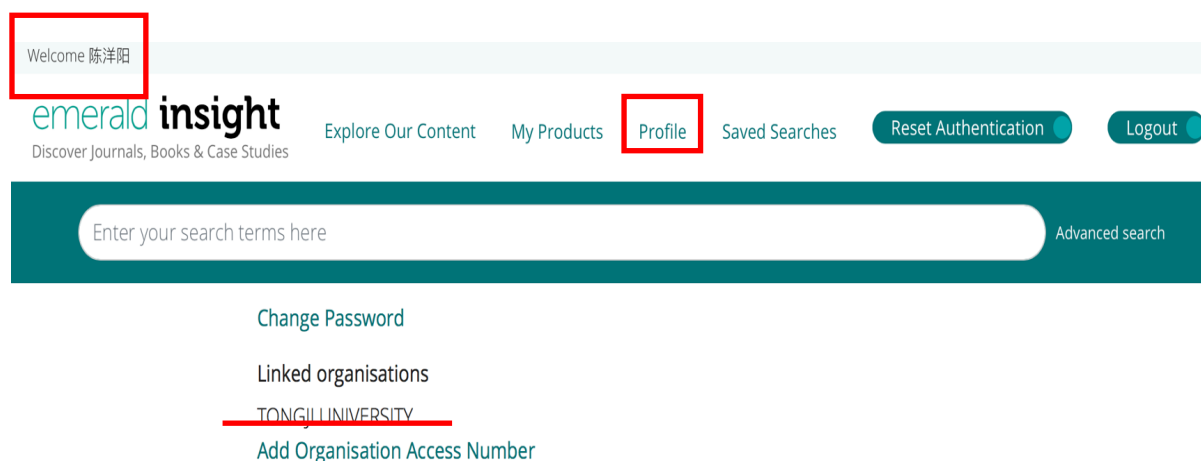 Welcome 陈洋阳
emerald insight
Discover Journals, Books & Case Studies
Explore Our Content
My Products
Profile
Saved Searches
Reset Authentication
Logout
Enter your search terms here
Advanced search
Change Password
Linked organisations
TONGJI UNIVERSITY
Add Organisation Access Number